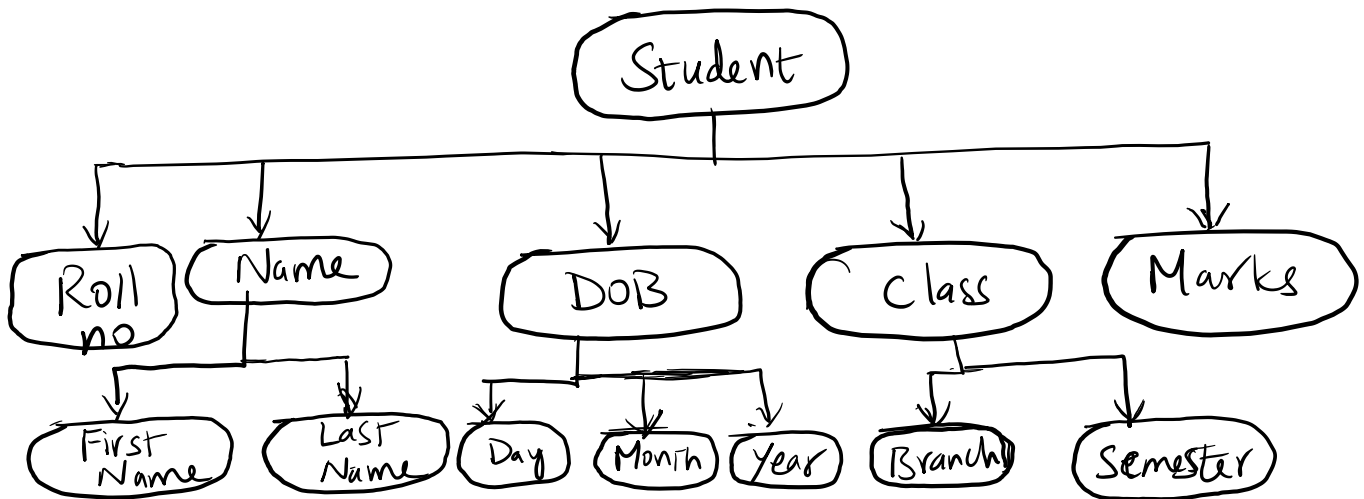 Student
Roll
no
Name
DOB
Class
Marks
First
Name
Last
Name
Day
Month
Year
Branch
Semester